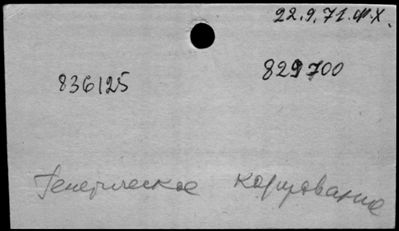 22.9.71.Ф.Х.
836125 829700
Генетическое кодирование